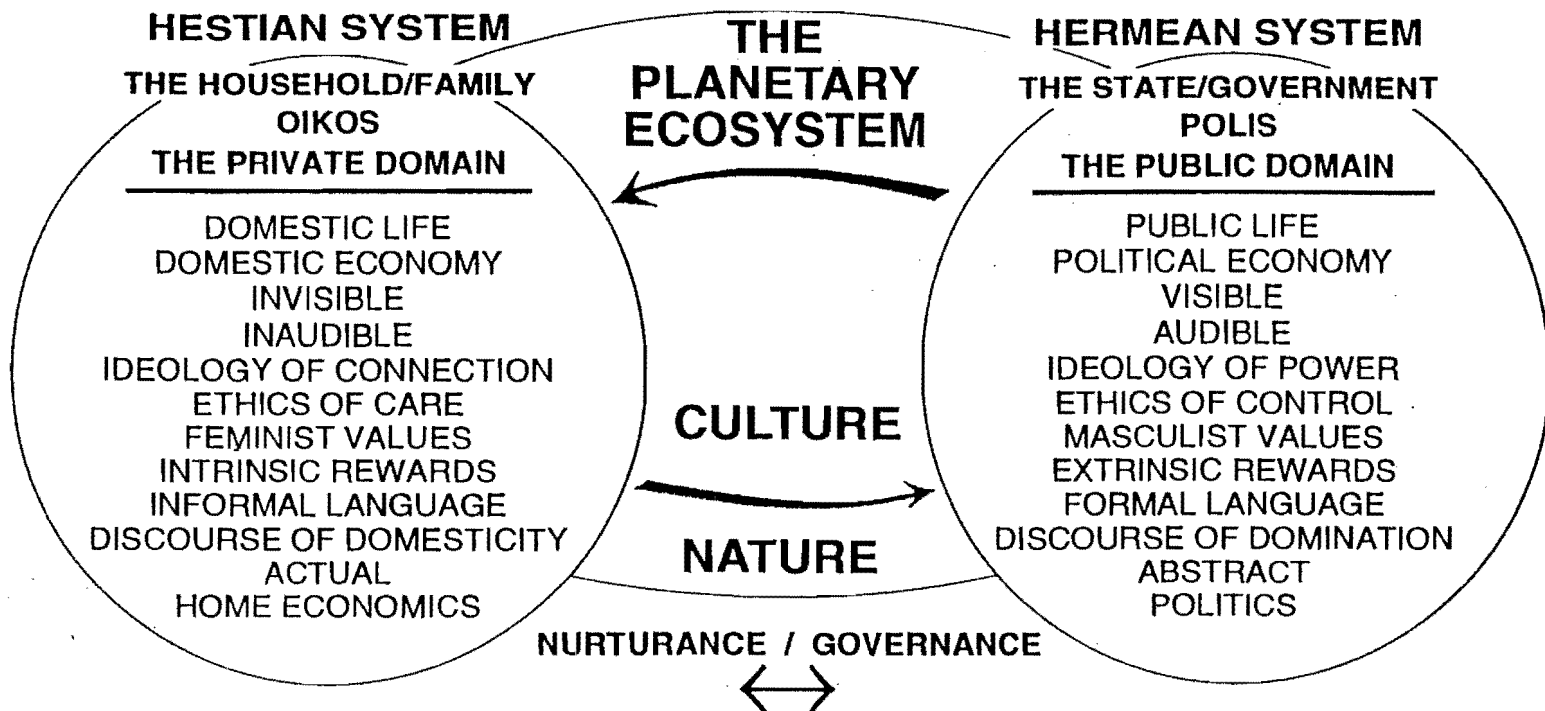 HESTIAN SYSTEM
THE HOUSEHOLD/FAMILY
OIKOS
THE PRIVATE DOMAIN
DOMESTIC LIFE
DOMESTIC ECONOMY
INVISIBLE
INAUDIBLE
IDEOLOGY OF CONNECTION
ETHICS OF CARE
FEMINIST VALUES
INTRINSIC REWARDS
INFORMAL LANGUAGE
DISCOURSE OF DOMESTICITY
ACTUAL
HOME ECONOMICS
THE
PLANETARY
ECOSYSTEM
CULTURE
NATURE
NURTURANCE / GOVERNANCE
HERMEAN SYSTEM
THE STATE/GOVERNMENT
POLIS
THE PUBLIC DOMAIN
PUBLIC LIFE
POLITICAL ECONOMY
VISIBLE
AUDIBLE
IDEOLOGY OF POWER
ETHICS OF CONTROL
MASCULIST VALUES
EXTRINSIC REWARDS
FORMAL LANGUAGE
DISCOURSE OF DOMINATION
ABSTRACT
POLITICS